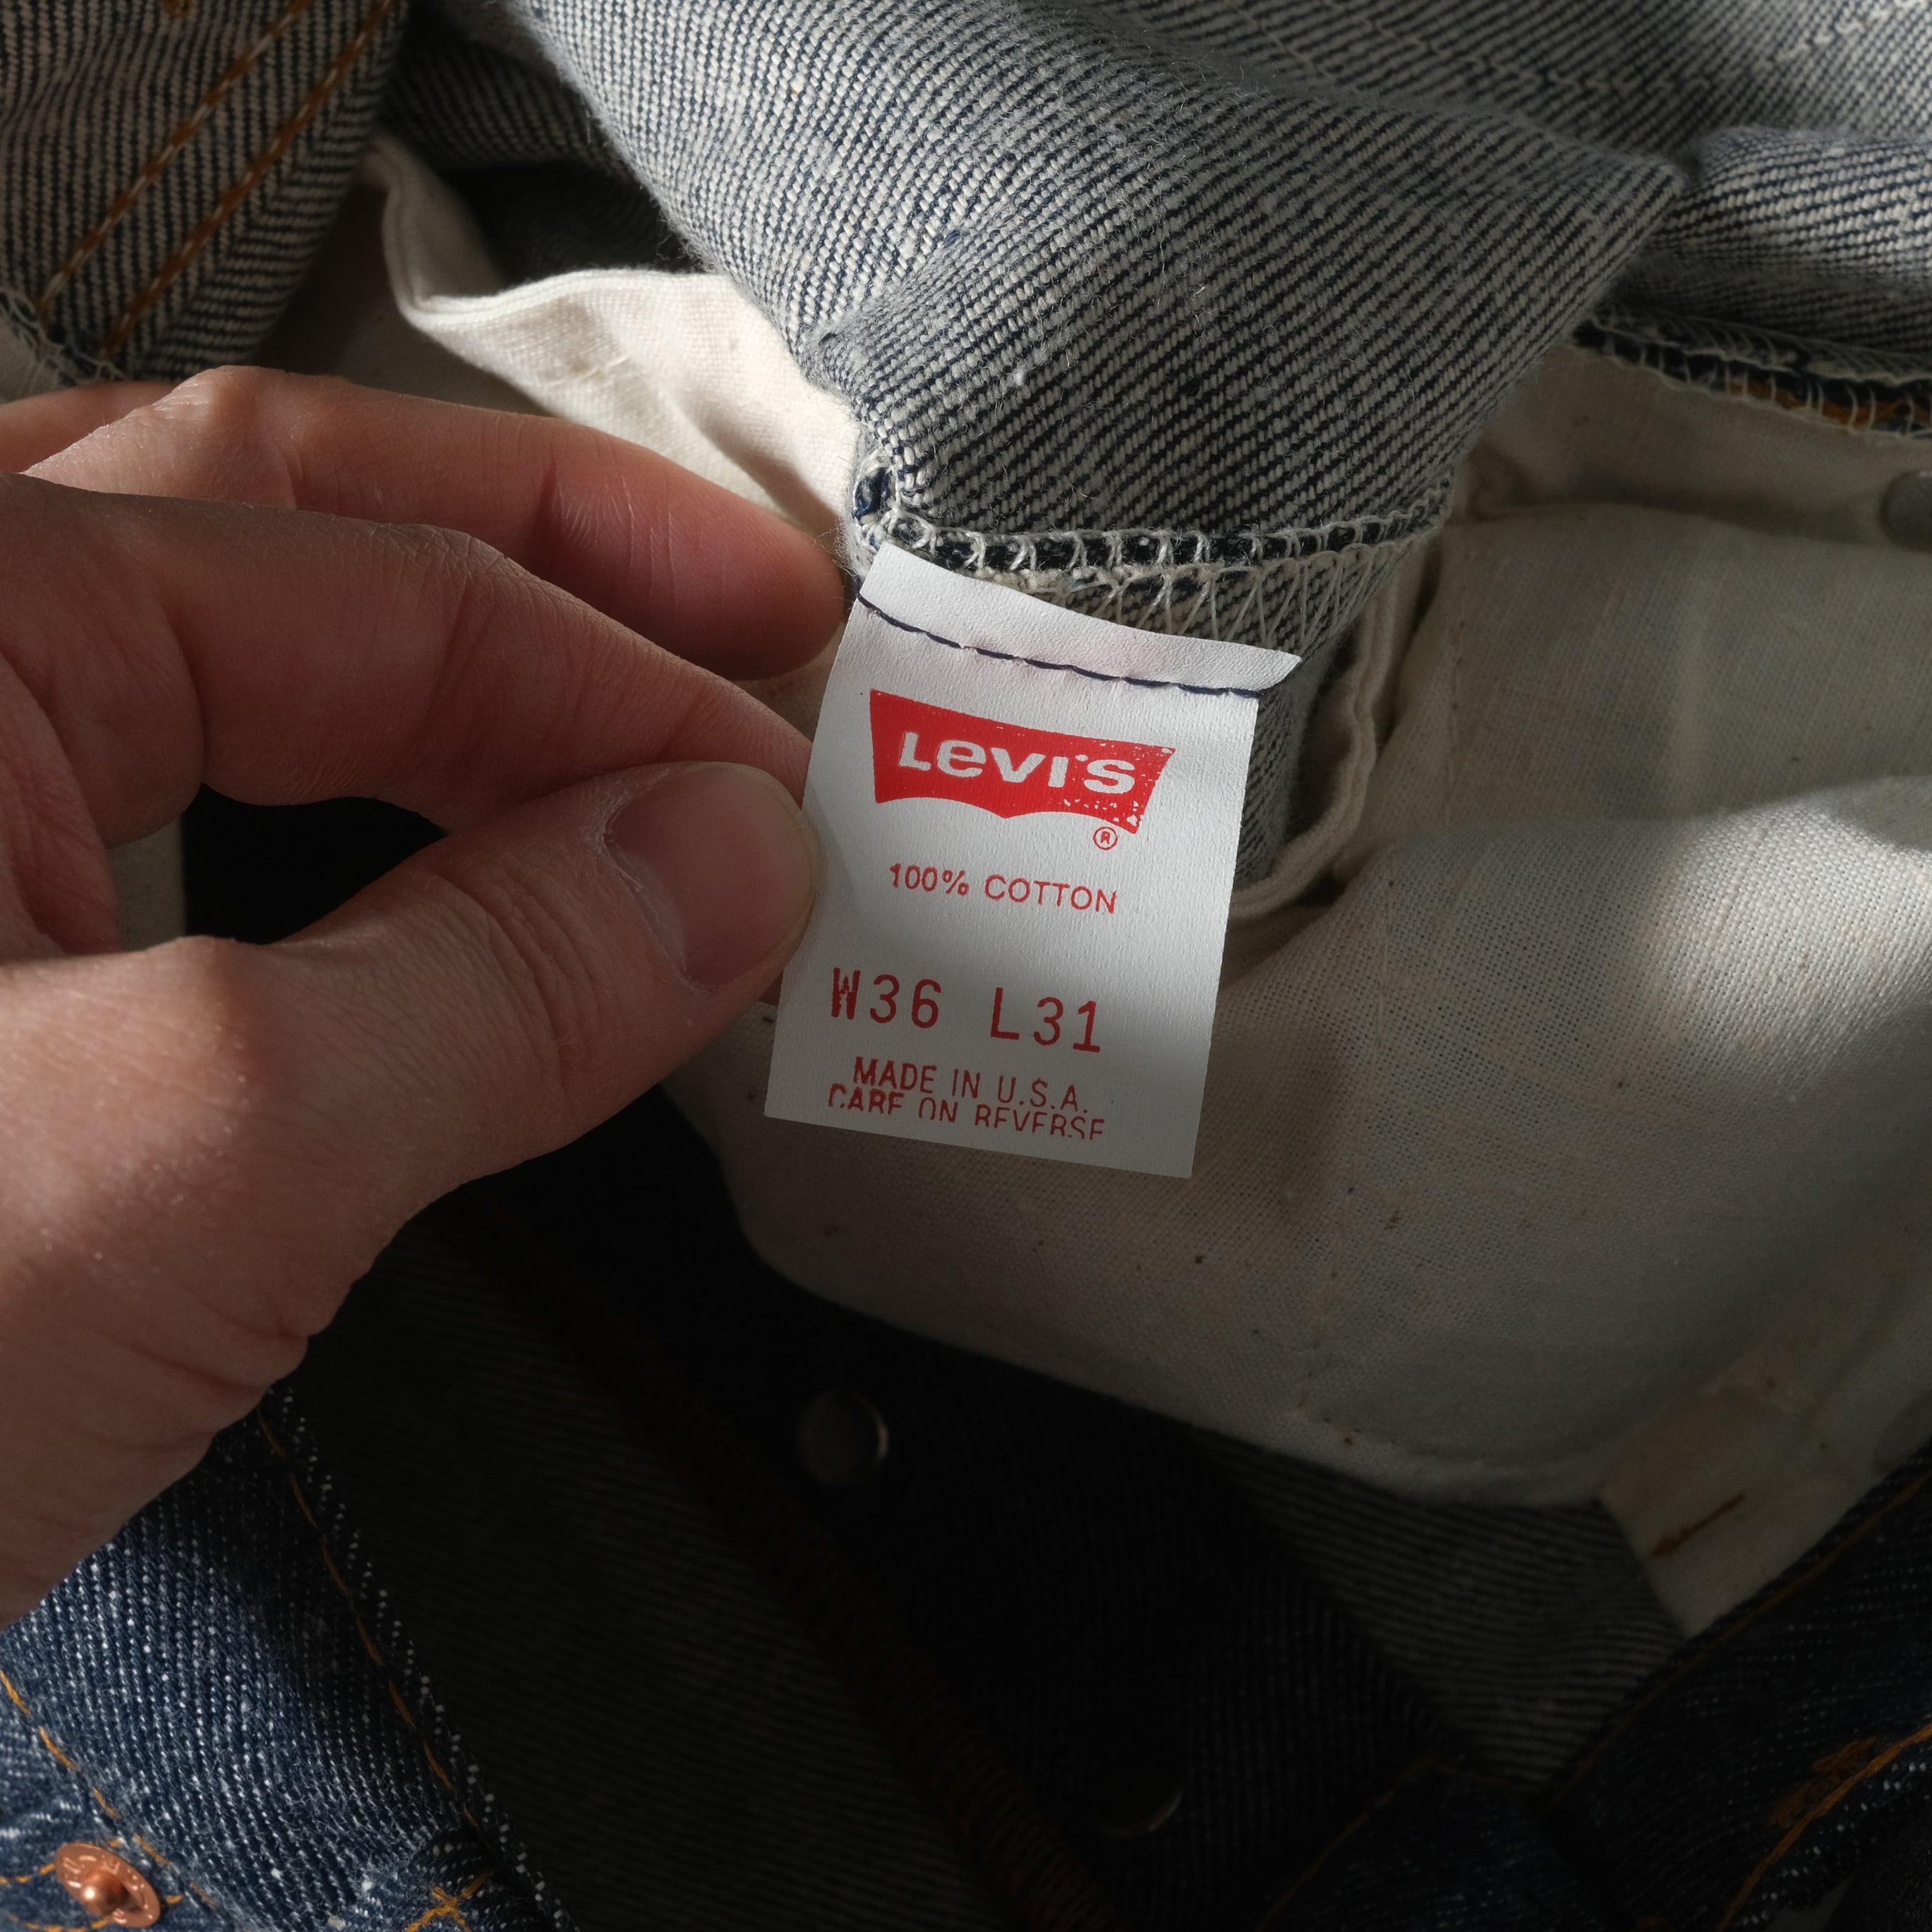 Levi's
®
100% COTTON
W36 L31
MADE IN U.S.A.
CARE ON REVERSE